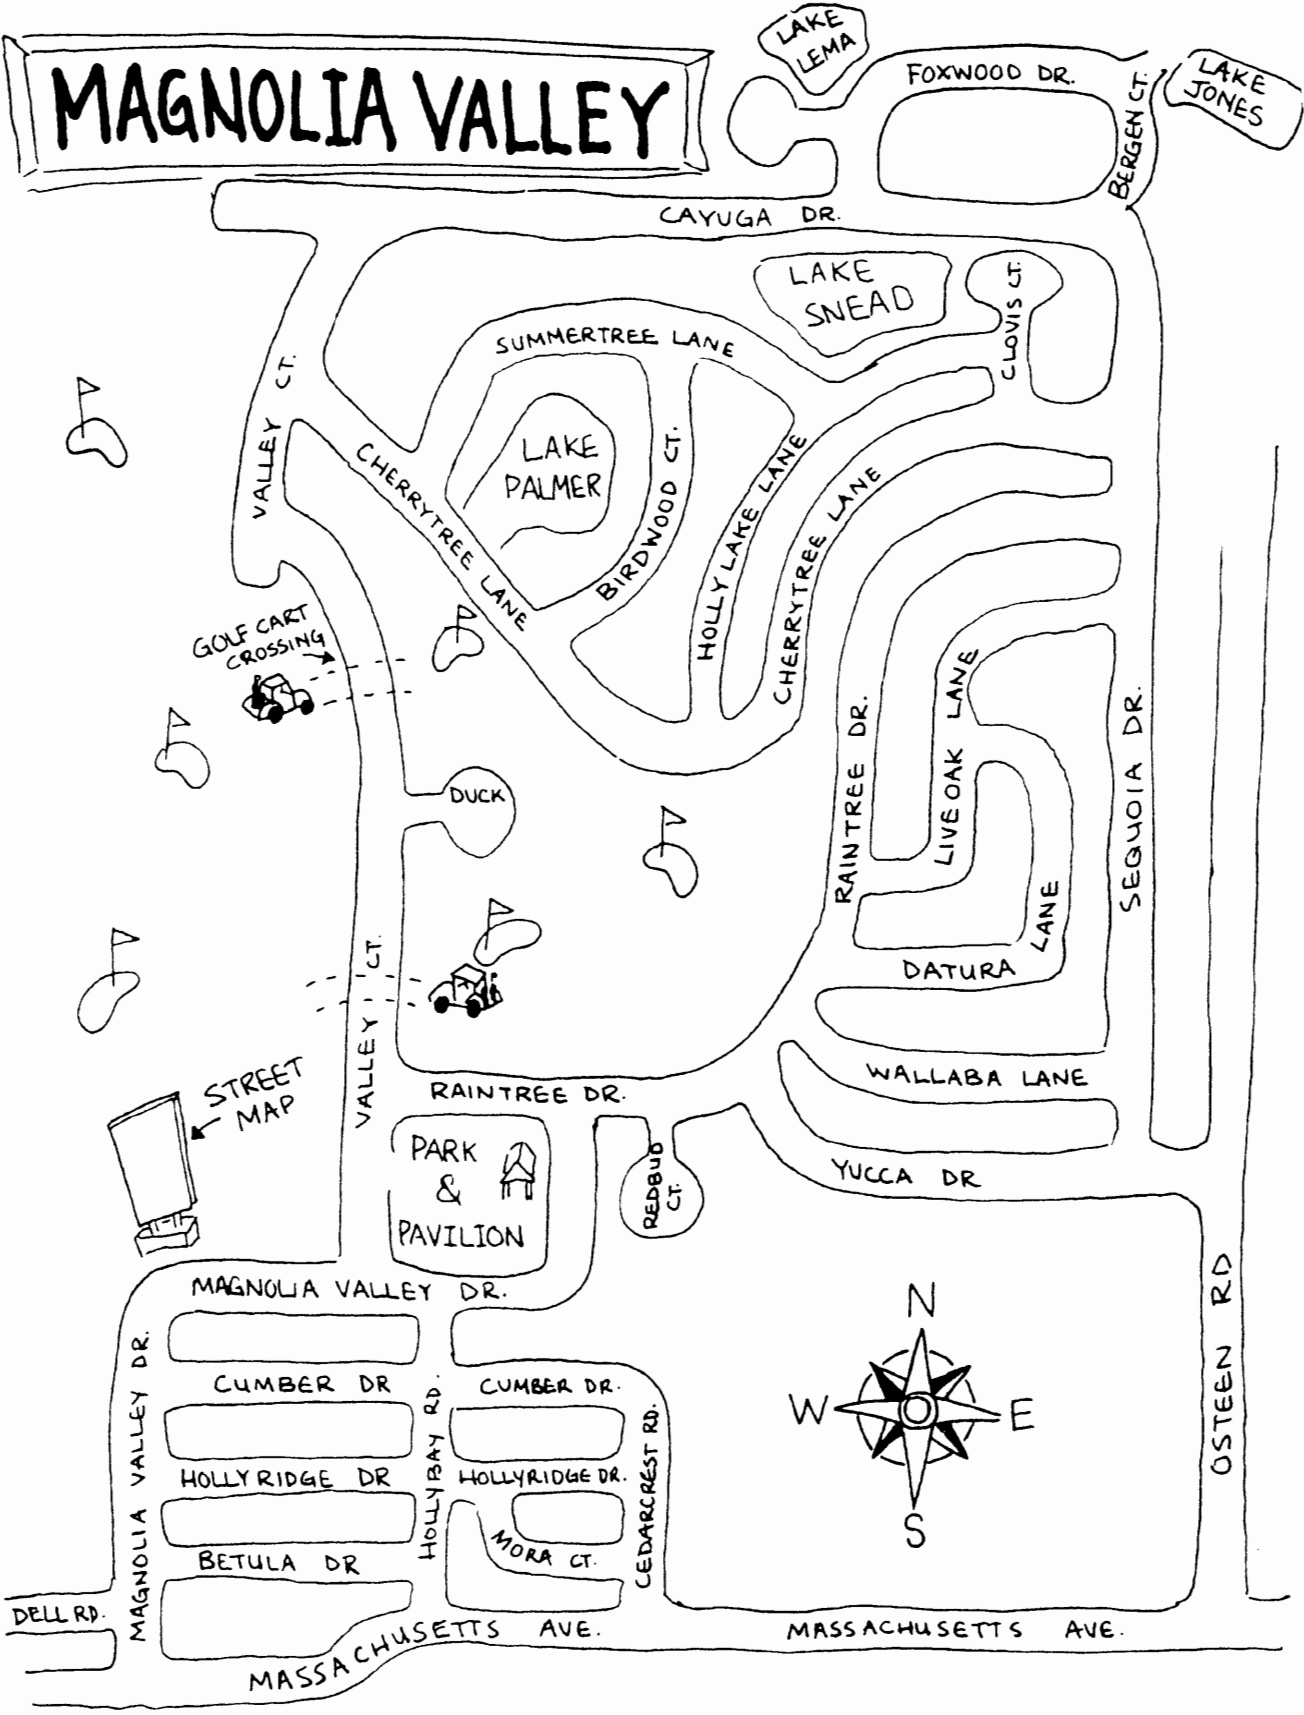 MAGNOLIA VALLEY
LAKE
LEMA
FOXWOOD DR.
BERGEN CT.
LAKE
JONES
CAYUGA DR.
LAKE
SNEAD
CLOVIS CT.
SUMMERTREE LANE
VALLEY CT.
CHERRYTREE LANE
LAKE
PALMER
BIRDWOOD CT.
HOLLY LAKE LANE
CHERRYTREE LANE
GOLF CART
CROSSING
RAINTREE DR.
LIVE OAK LANE
SEQUOIA DR.
DUCK
DATURA LANE
VALLEY CT.
WALLABA LANE
STREET
MAP
RAINTREE DR.
PARK
&
PAVILION
REDBUD
CT.
YUCCA DR
MAGNOLIA VALLEY DR.
OSTEEN RD
N
W
E
S
MAGNOLIA VALLEY DR.
CUMBER DR
CUMBER DR.
HOLLYBAY RD.
HOLLYRIDGE DR
HOLLYRIDGE DR.
CEDARCREST RD.
MORA CT.
BETULA DR
DELL RD.
MASSACHUSETTS AVE.
MASSACHUSETTS AVE.